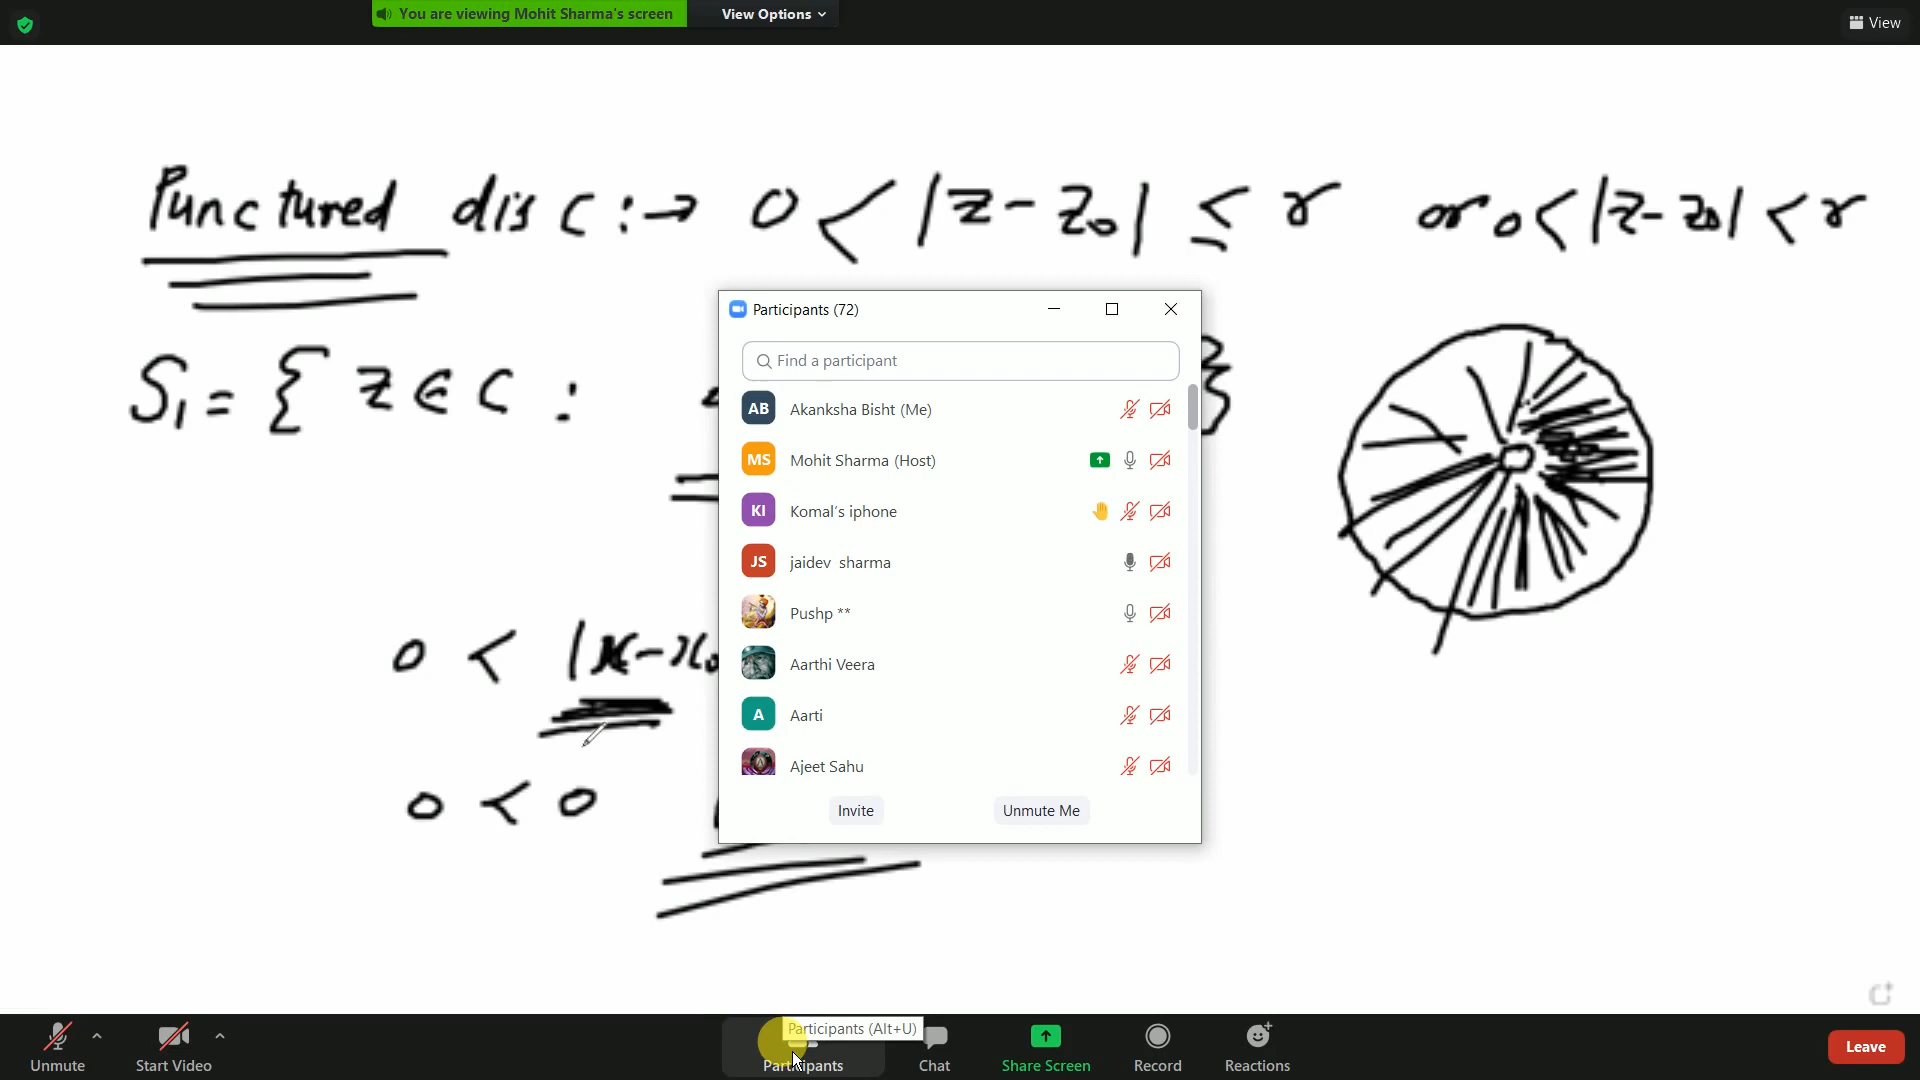 You are viewing Mohit Sharma's screen
View Options
View
Punctured disc :→ 0 < |z - z₀| ≤ r or 0 < |z - z₀| < r
S₁ = { z ∈ C : }
0 < |x - x₀
0 < 0
Participants (72)
Find a participant
AB Akanksha Bisht (Me)
MS Mohit Sharma (Host)
KI Komal's iphone
JS jaidev sharma
Pushp **
Aarthi Veera
A Aarti
Ajeet Sahu
Invite Unmute Me
Participants (Alt+U)
Unmute Start Video Participants Chat Share Screen Record Reactions Leave